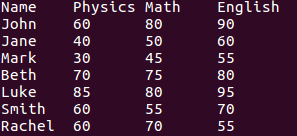 Name Physics Math English
John 60 80 90
Jane 40 50 60
Mark 30 45 55
Beth 70 75 80
Luke 85 80 95
Smith 60 55 70
Rachel 60 70 55